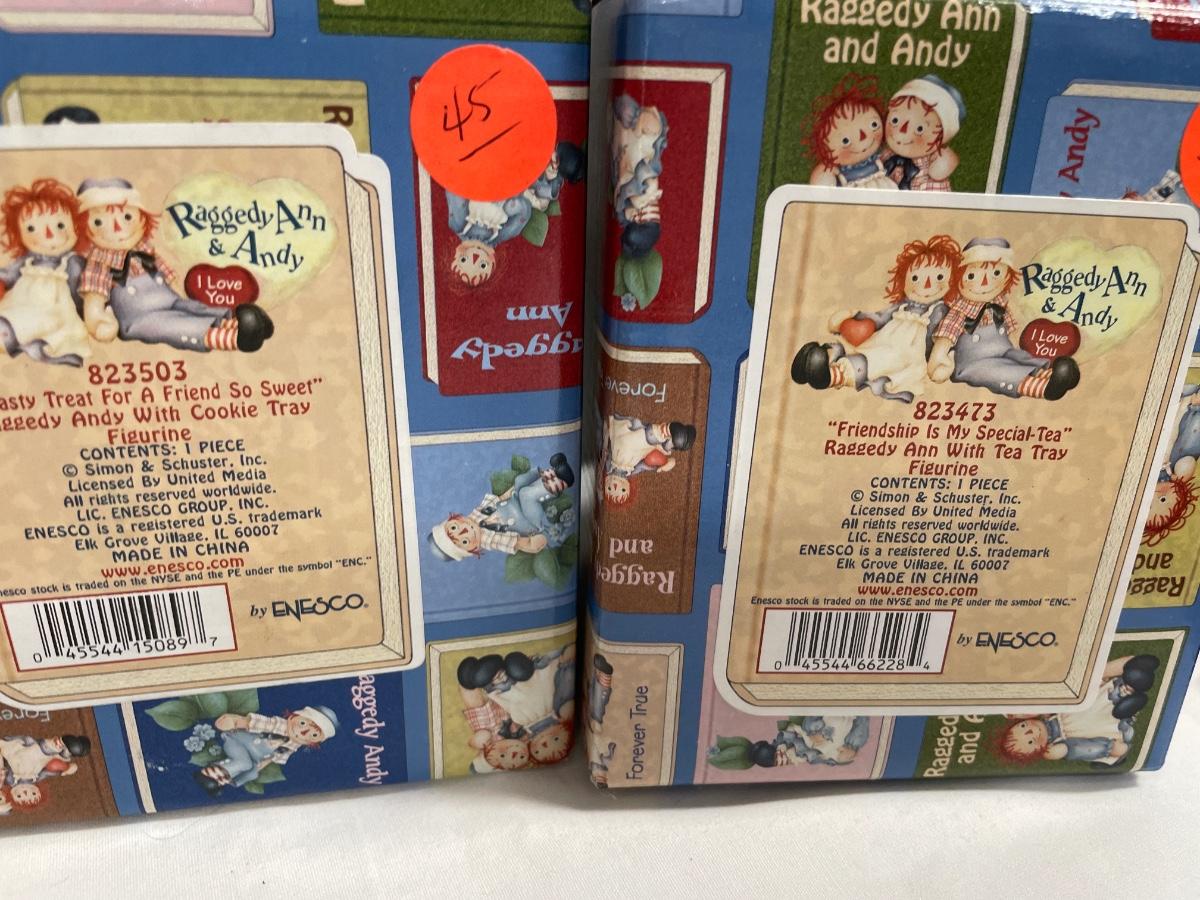 Raggedy Ann
and Andy
45
Andy
Raggedy Ann
& Andy
I Love
You
823503
asty Treat For A Friend So Sweet"
ggedy Andy With Cookie Tray
Figurine
CONTENTS: 1 PIECE
© Simon & Schuster, Inc.
Licensed By United Media
All rights reserved worldwide.
LIC. ENESCO GROUP, INC.
ENESCO is a registered U.S. trademark
Elk Grove Village, IL 60007
MADE IN CHINA
www.enesco.com
nesco stock is traded on the NYSE and the PE under the symbol "ENC."
0 45544 15089 7
by ENESCO.
aggedy
Ann
Forever
and
Ragge
Forever True
aggedy Andy
Raggedy Ann
& Andy
I Love
You
823473
"Friendship Is My Special-Tea"
Raggedy Ann With Tea Tray
Figurine
CONTENTS: 1 PIECE
© Simon & Schuster, Inc.
Licensed By United Media
All rights reserved worldwide.
LIC. ENESCO GROUP, INC.
ENESCO is a registered U.S. trademark
Elk Grove Village, IL 60007
MADE IN CHINA
www.enesco.com
Enesco stock is traded on the NYSE and the PE under the symbol "ENC."
0 45544 66228 4
by ENESCO.
Ragged
and A
and
Ragge